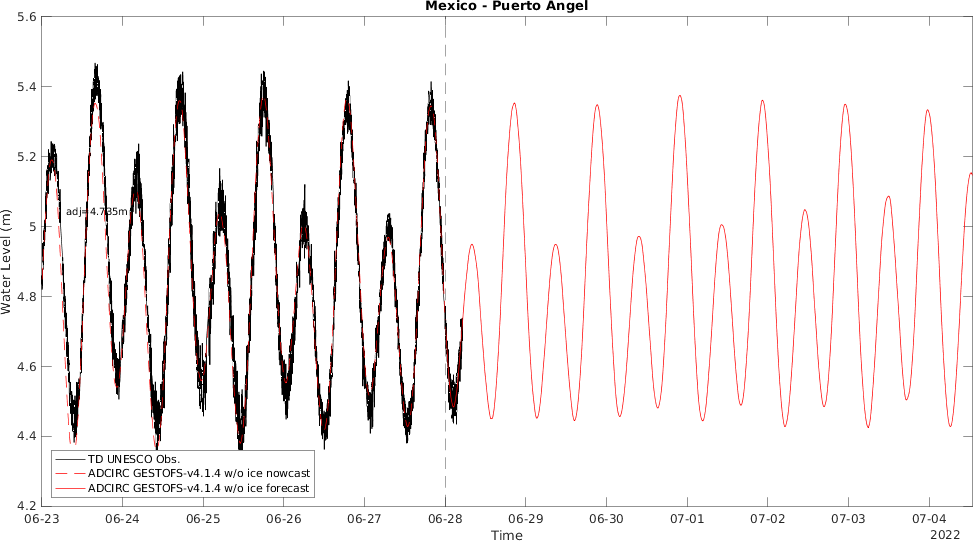 Mexico - Puerto Angel
5.6
5.4
5.2
5
4.8
4.6
4.4
4.2
Water Level (m)
adj=4.735m
TD UNESCO Obs.
ADCIRC GESTOFS-v4.1.4 w/o ice nowcast
ADCIRC GESTOFS-v4.1.4 w/o ice forecast
06-23 06-24 06-25 06-26 06-27 06-28 06-29 06-30 07-01 07-02 07-03 07-04
Time
2022